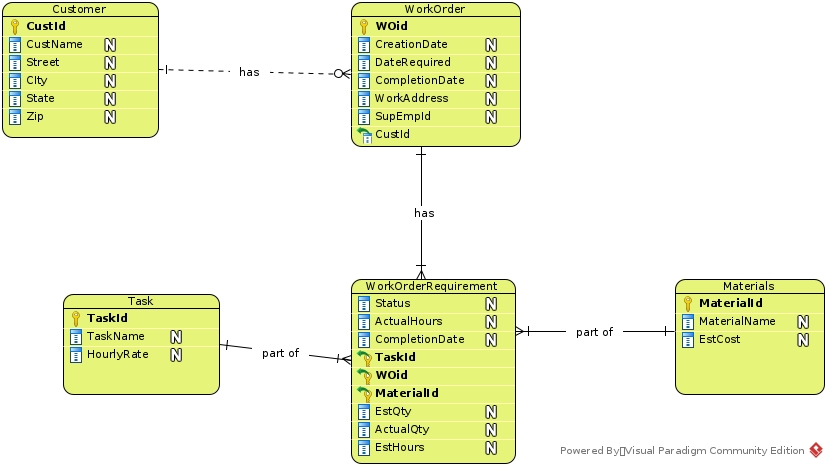 Customer
CustId
CustName N
Street N
CIty N
State N
Zip N
has
WorkOrder
WOid
CreationDate N
DateRequired N
CompletionDate N
WorkAddress N
SupEmpId N
CustId
has
Task
TaskId
TaskName N
HourlyRate N
part of
WorkOrderRequirement
Status N
ActualHours N
CompletionDate N
TaskId
WOid
MaterialId
EstQty N
ActualQty N
EstHours N
part of
Materials
MaterialId
MaterialName N
EstCost N
Powered By▯Visual Paradigm Community Edition